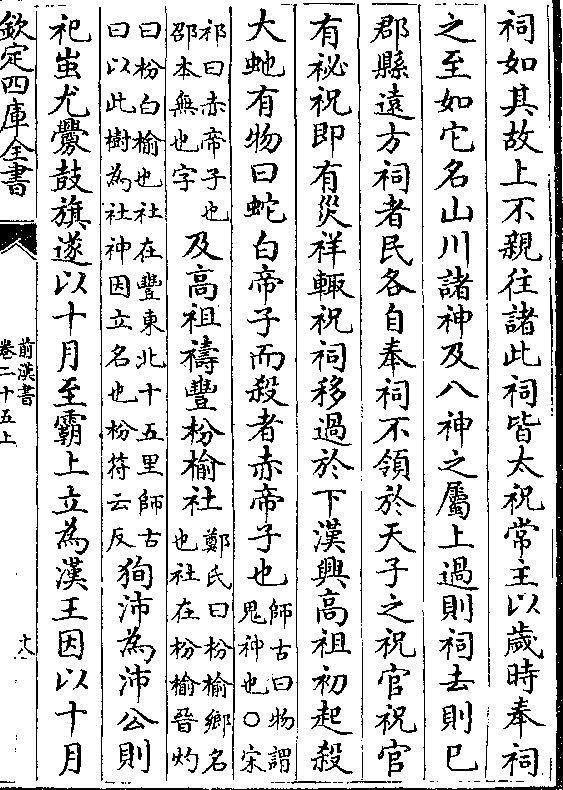 祠如其故上不親往諸此祠皆太祝常主以歲時奉祠
之至如它名山川諸神及八神之屬上過則祠去則已
郡縣遠方祠者民各自奉祠不領於天子之祝官祝官
有祕祝即有災祥輒祝祠移過於下漢興高祖初起殺
大虵有物曰蛇白帝子而殺者赤帝子也
師古曰物謂
鬼神也○宋
祁曰赤帝子也
邵本無也字
及高祖禱豐枌榆社
鄭氏曰枌榆鄉名
也社在枌榆晉灼
曰枌白榆也社在豐東北十五里師古
曰以此樹為社神因立名也枌符云反
狥沛為沛公則
祀蚩尤釁鼓旗遂以十月至霸上立為漢王因以十月
欽定四庫全書
前漢書
卷二十五上
十八